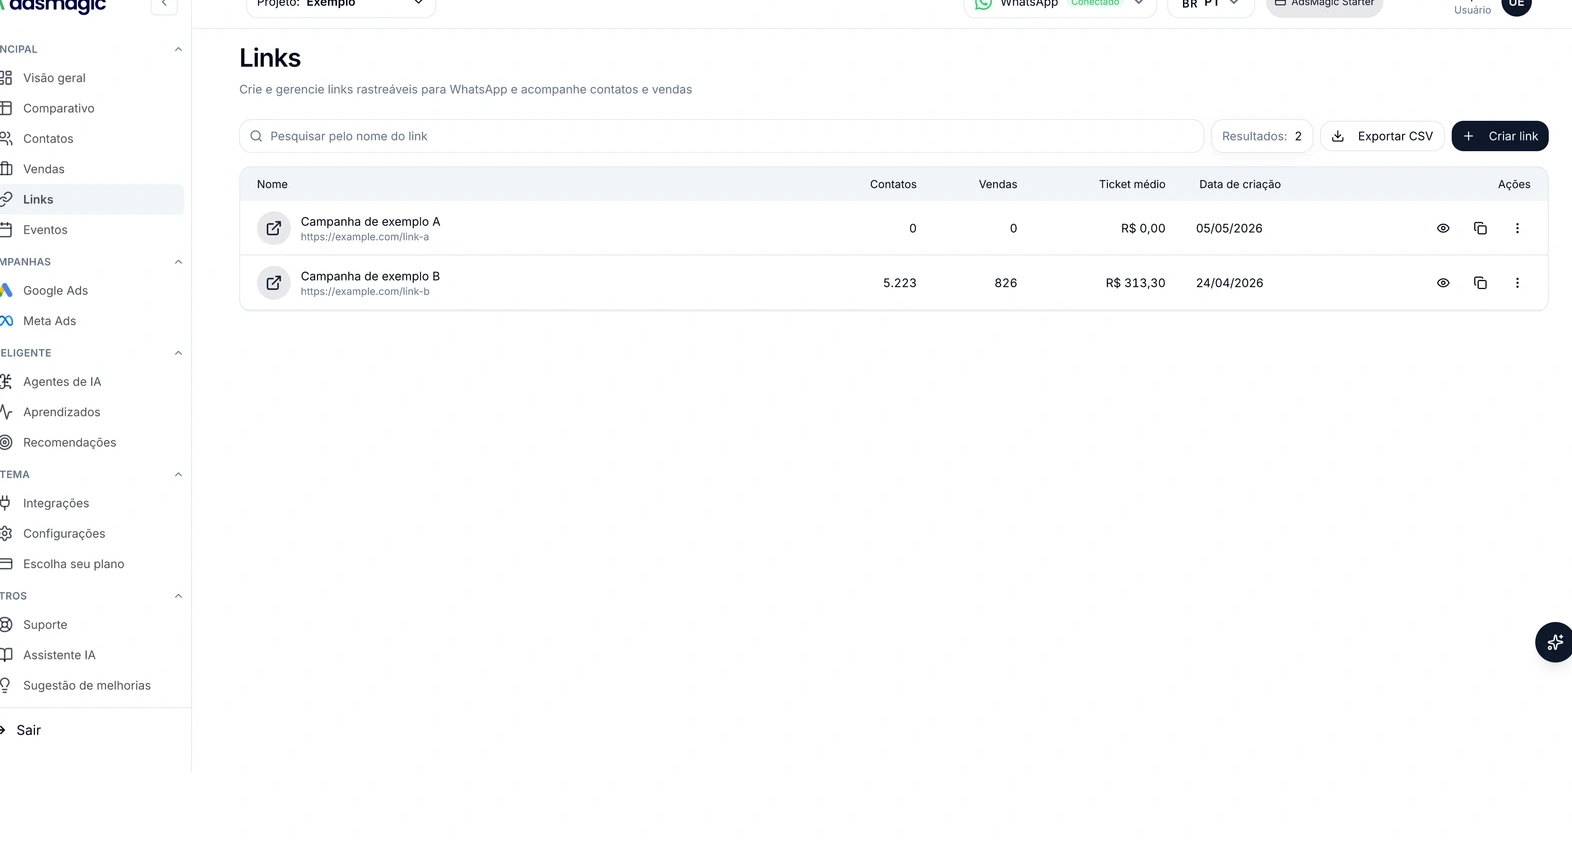 adsmagic
Projeto: Exemplo
WhatsApp Conectado
BR PT
AdsMagic Starter
Usuário
UE
NCIPAL
Visão geral
Comparativo
Contatos
Vendas
Links
Eventos
MPANHAS
Google Ads
Meta Ads
ELIGENTE
Agentes de IA
Aprendizados
Recomendações
TEMA
Integrações
Configurações
Escolha seu plano
TROS
Suporte
Assistente IA
Sugestão de melhorias
Sair
Links
Crie e gerencie links rastreáveis para WhatsApp e acompanhe contatos e vendas
Pesquisar pelo nome do link
Resultados: 2
Exportar CSV
Criar link
Nome Contatos Vendas Ticket médio Data de criação Ações
Campanha de exemplo A 0 0 R$ 0,00 05/05/2026
https://example.com/link-a
Campanha de exemplo B 5.223 826 R$ 313,30 24/04/2026
https://example.com/link-b